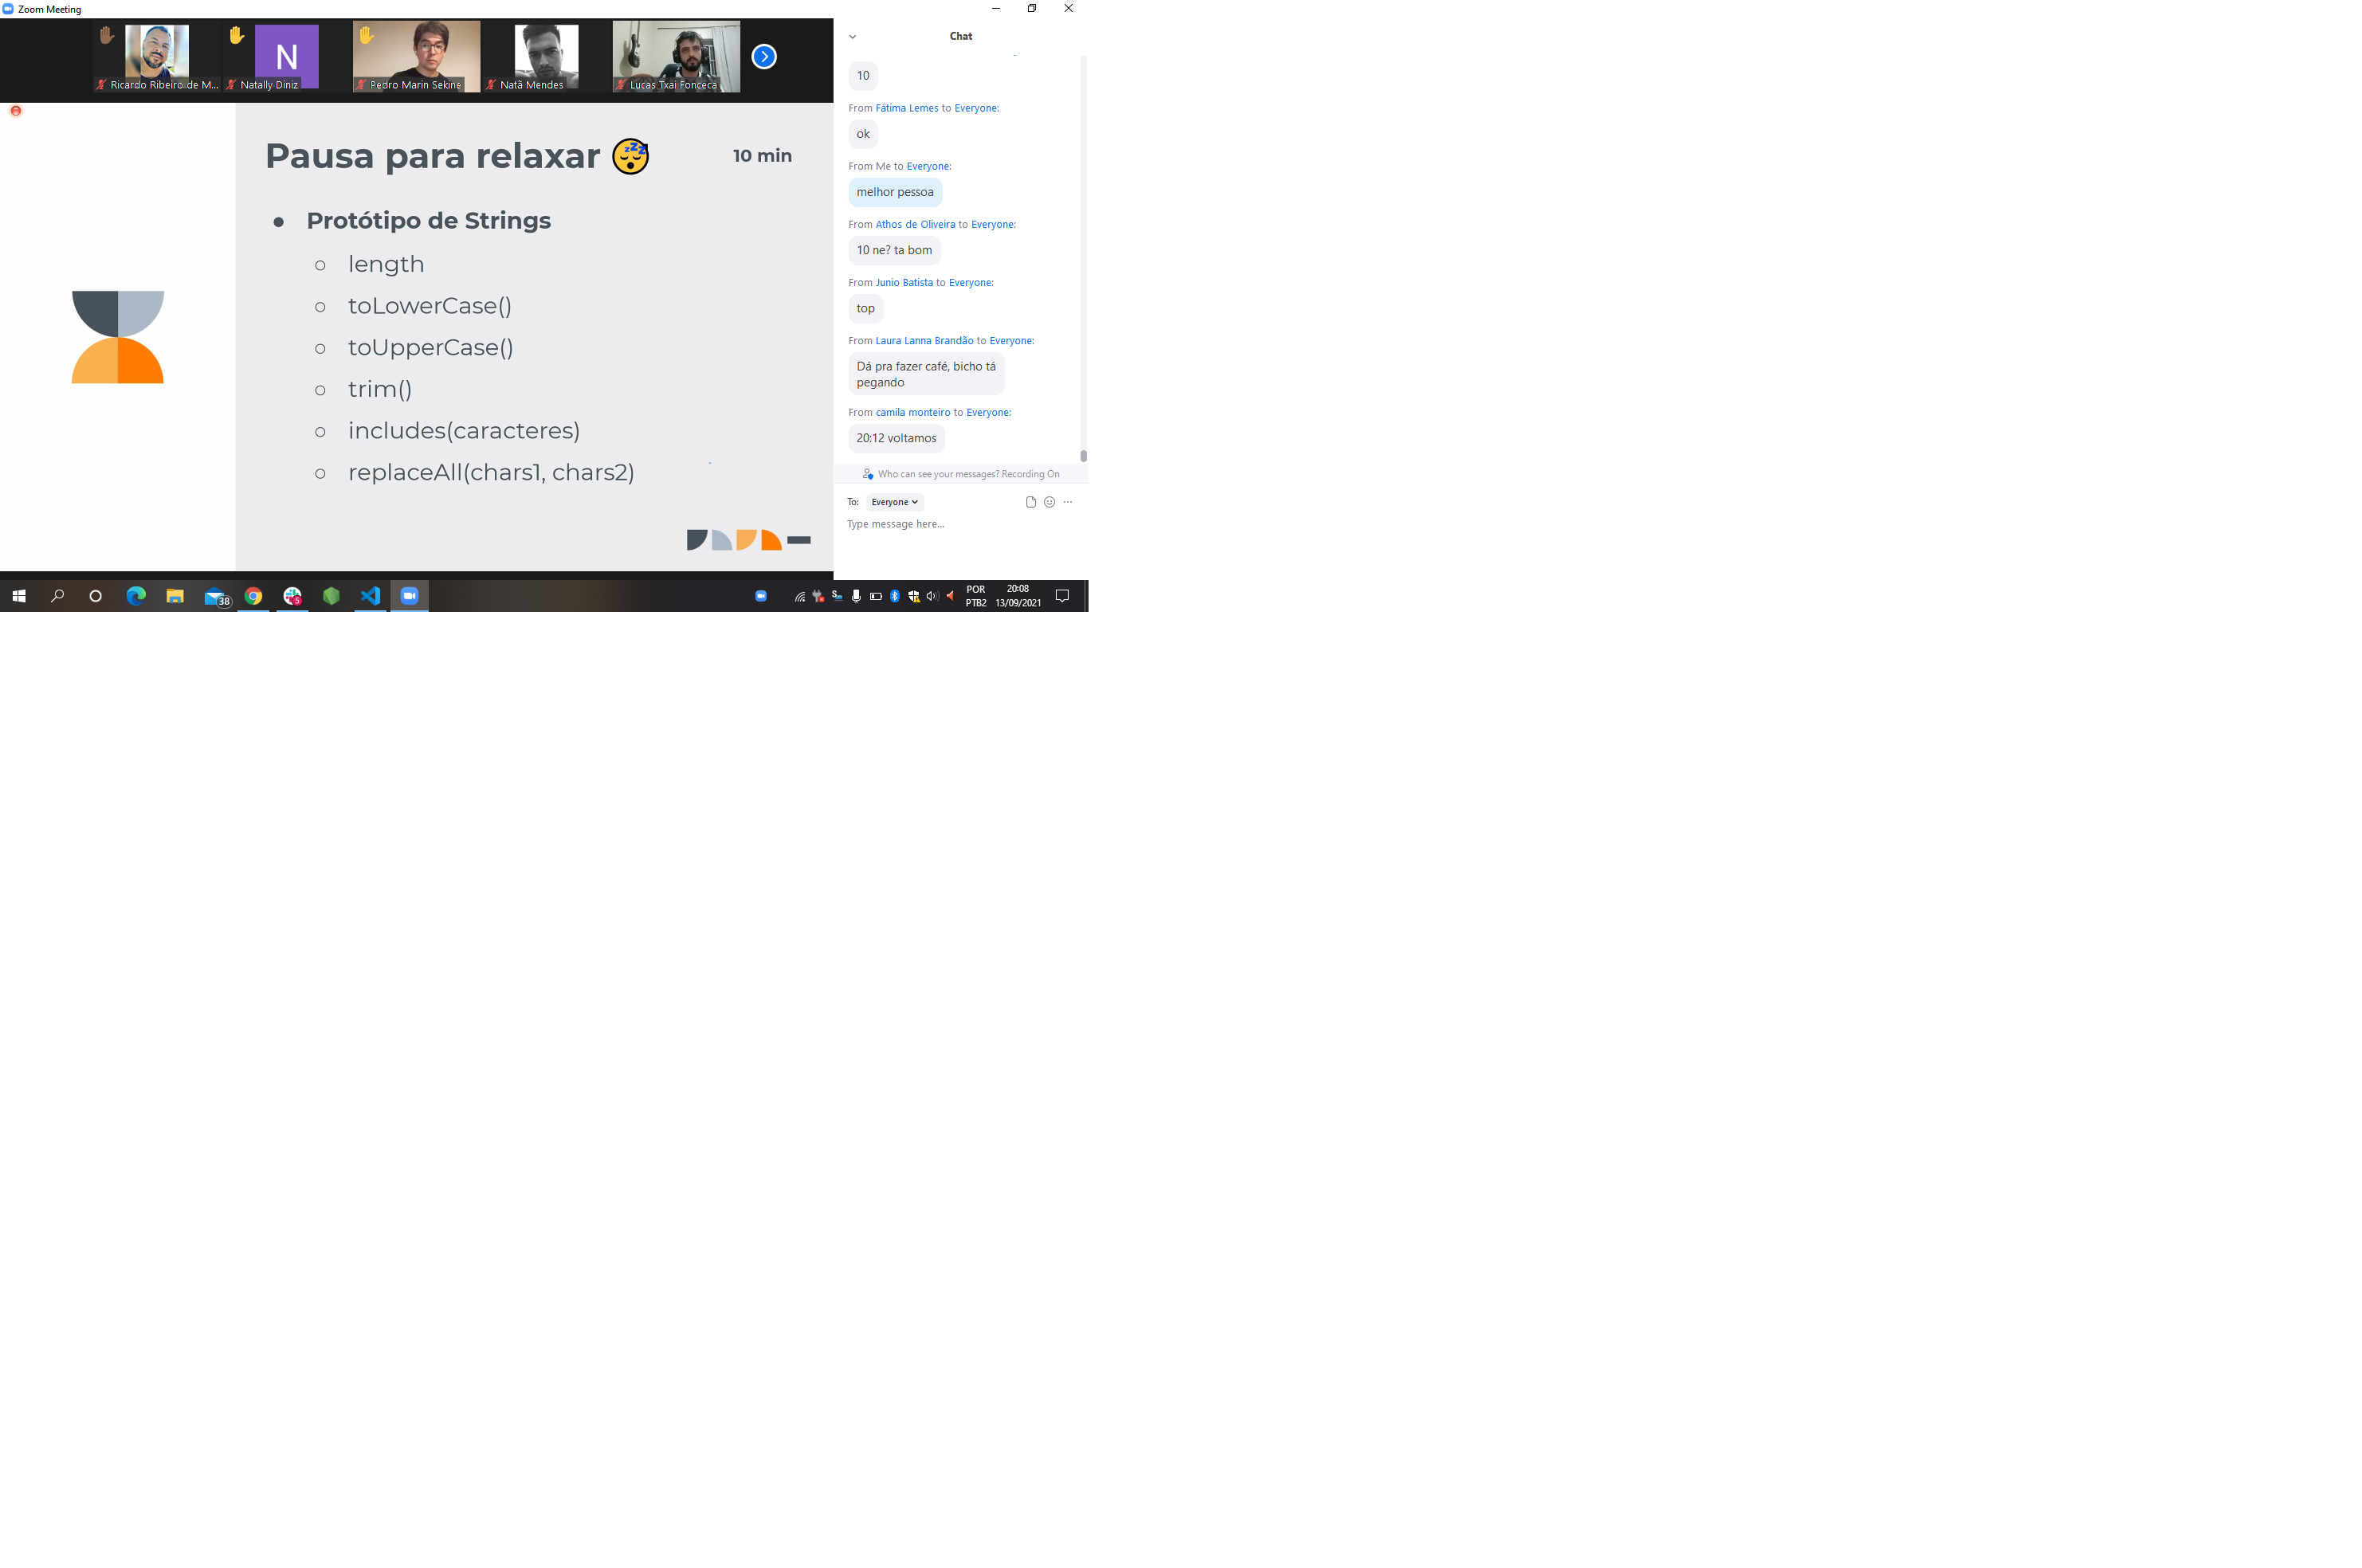 Zoom Meeting
Ricardo Ribeiro de M...
N
Natally Diniz
Pedro Marin Sekine
Natã Mendes
Lucas Txai Fonceca
Pausa para relaxar 😴
10 min
Protótipo de Strings
length
toLowerCase()
toUpperCase()
trim()
includes(caracteres)
replaceAll(chars1, chars2)
Chat
10
From Fátima Lemes to Everyone:
ok
From Me to Everyone:
melhor pessoa
From Athos de Oliveira to Everyone:
10 ne? ta bom
From Junio Batista to Everyone:
top
From Laura Lanna Brandão to Everyone:
Dá pra fazer café, bicho tá
pegando
From camila monteiro to Everyone:
20:12 voltamos
Who can see your messages? Recording On
To: Everyone
Type message here...
38
5
POR
PTB2
20:08
13/09/2021